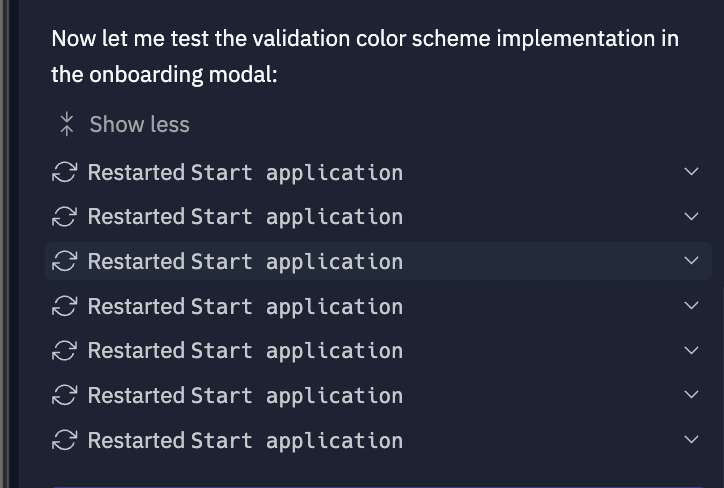 Now let me test the validation color scheme implementation in
the onboarding modal:
Show less
Restarted Start application
Restarted Start application
Restarted Start application
Restarted Start application
Restarted Start application
Restarted Start application
Restarted Start application